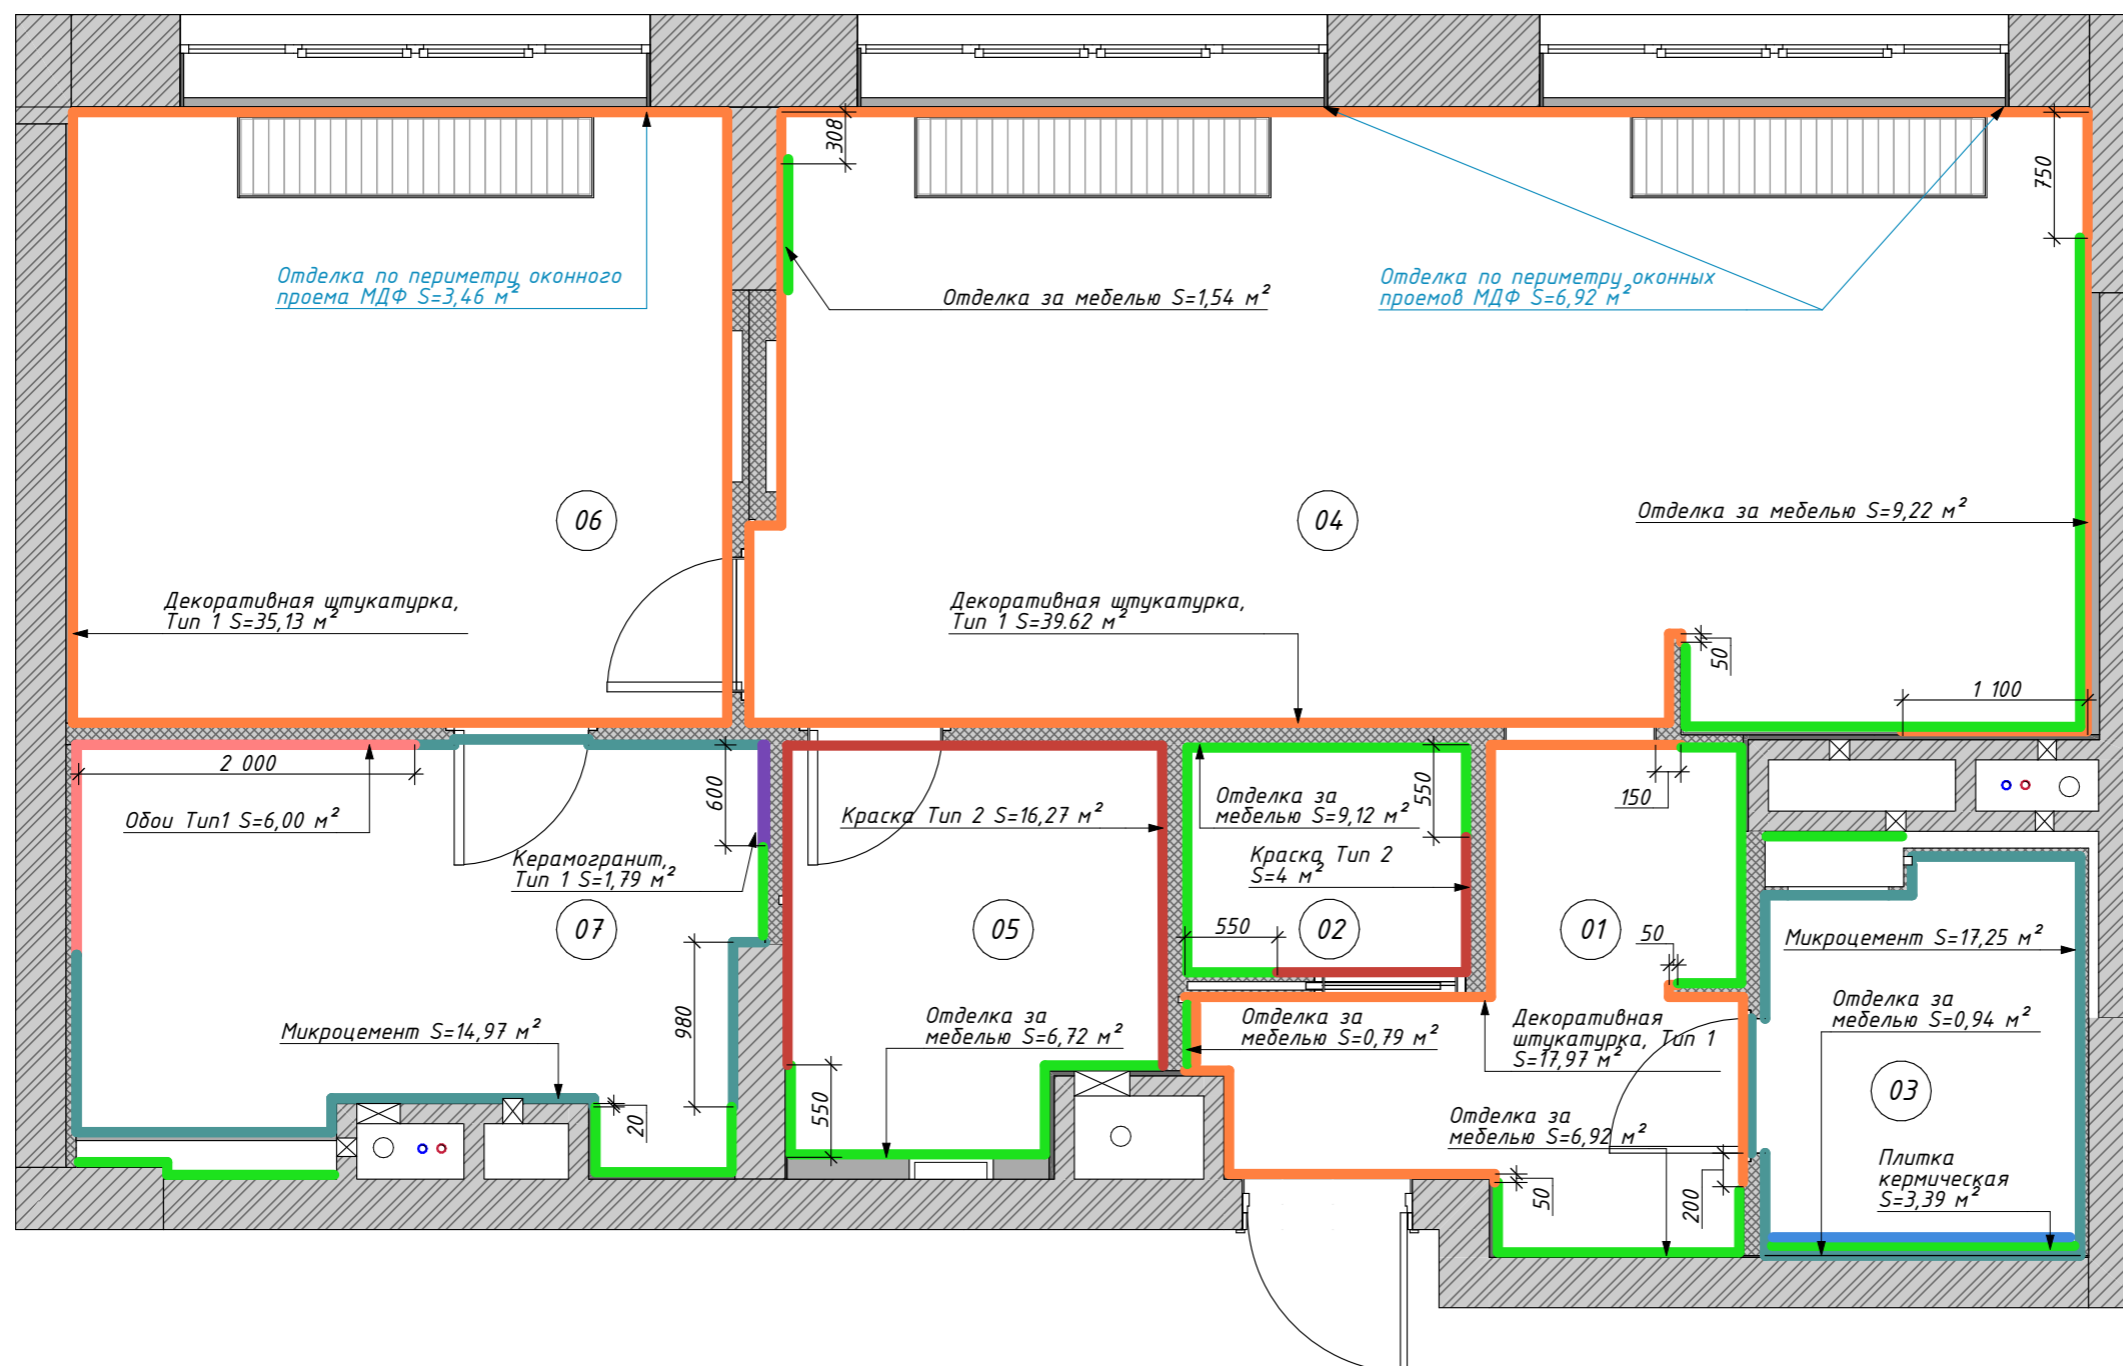 308
750
Отделка по периметру оконного
проема МДФ S=3,46 м²
Отделка за мебелью S=1,54 м²
Отделка по периметру оконных
проемов МДФ S=6,92 м²
06
04
Отделка за мебелью S=9,22 м²
Декоративная штукатурка,
Тип 1 S=35,13 м²
Декоративная штукатурка,
Тип 1 S=39.62 м²
50
1 100
2 000
600
Обои Тип1 S=6,00 м²
Керамогранит,
Тип 1 S=1,79 м²
Краска Тип 2 S=16,27 м²
Отделка за
мебелью S=9,12 м²
550
150
Краска Тип 2
S=4 м²
07
05
550
02
01
50
Микроцемент S=17,25 м²
980
Микроцемент S=14,97 м²
Отделка за
мебелью S=6,72 м²
Отделка за
мебелью S=0,79 м²
Декоративная
штукатурка, Тип 1
S=17,97 м²
Отделка за
мебелью S=0,94 м²
03
20
550
Отделка за
мебелью S=6,92 м²
Плитка
кермическая
S=3,39 м²
50
200